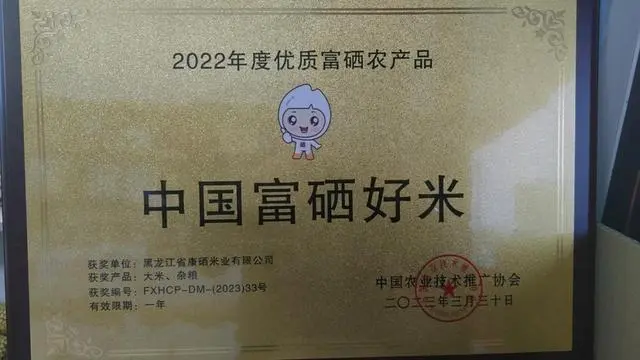 2022年度优质富硒农产品
硒
中国富硒好米
获奖单位：黑龙江省康硒米业有限公司
获奖产品：大米、杂粮
获奖编号：FXHCP-DM-(2023)33号
有效期限：一年
中国农业技术推广协会
二〇二三年三月三十日